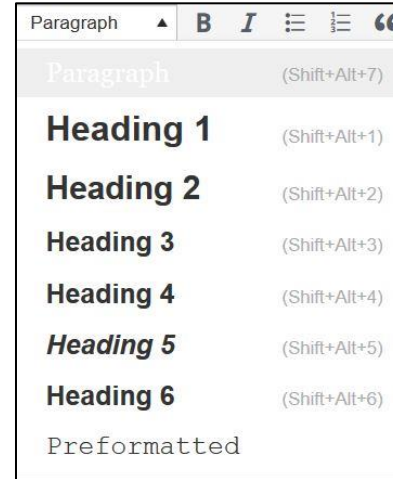 Paragraph B I
Paragraph (Shift+Alt+7)
Heading 1 (Shift+Alt+1)
Heading 2 (Shift+Alt+2)
Heading 3 (Shift+Alt+3)
Heading 4 (Shift+Alt+4)
Heading 5 (Shift+Alt+5)
Heading 6 (Shift+Alt+6)
Preformatted